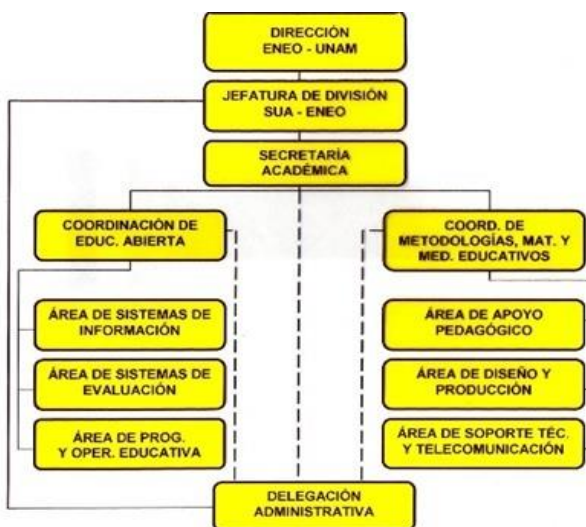 DIRECCIÓN
ENEO - UNAM
JEFATURA DE DIVISIÓN
SUA - ENEO
SECRETARÍA
ACADÉMICA
COORDINACIÓN DE
EDUC. ABIERTA
COORD. DE
METODOLOGÍAS, MAT. Y
MED. EDUCATIVOS
ÁREA DE SISTEMAS DE
INFORMACIÓN
ÁREA DE APOYO
PEDAGÓGICO
ÁREA DE SISTEMAS DE
EVALUACIÓN
ÁREA DE DISEÑO Y
PRODUCCIÓN
ÁREA DE PROG.
Y OPER. EDUCATIVA
ÁREA DE SOPORTE TÉC.
Y TELECOMUNICACIÓN
DELEGACIÓN
ADMINISTRATIVA